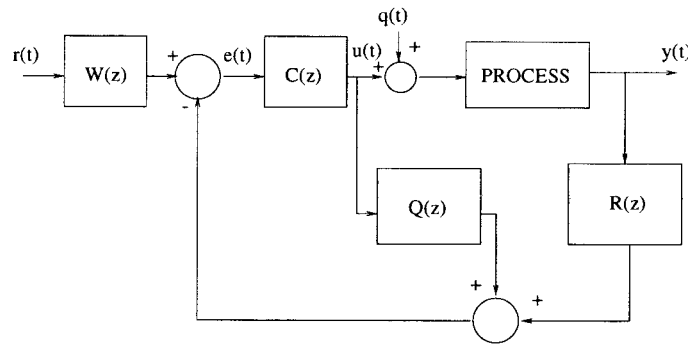 q(t)
r(t)
W(z)
+
-
e(t)
C(z)
u(t)
+
+
PROCESS
y(t)
Q(z)
R(z)
+
+